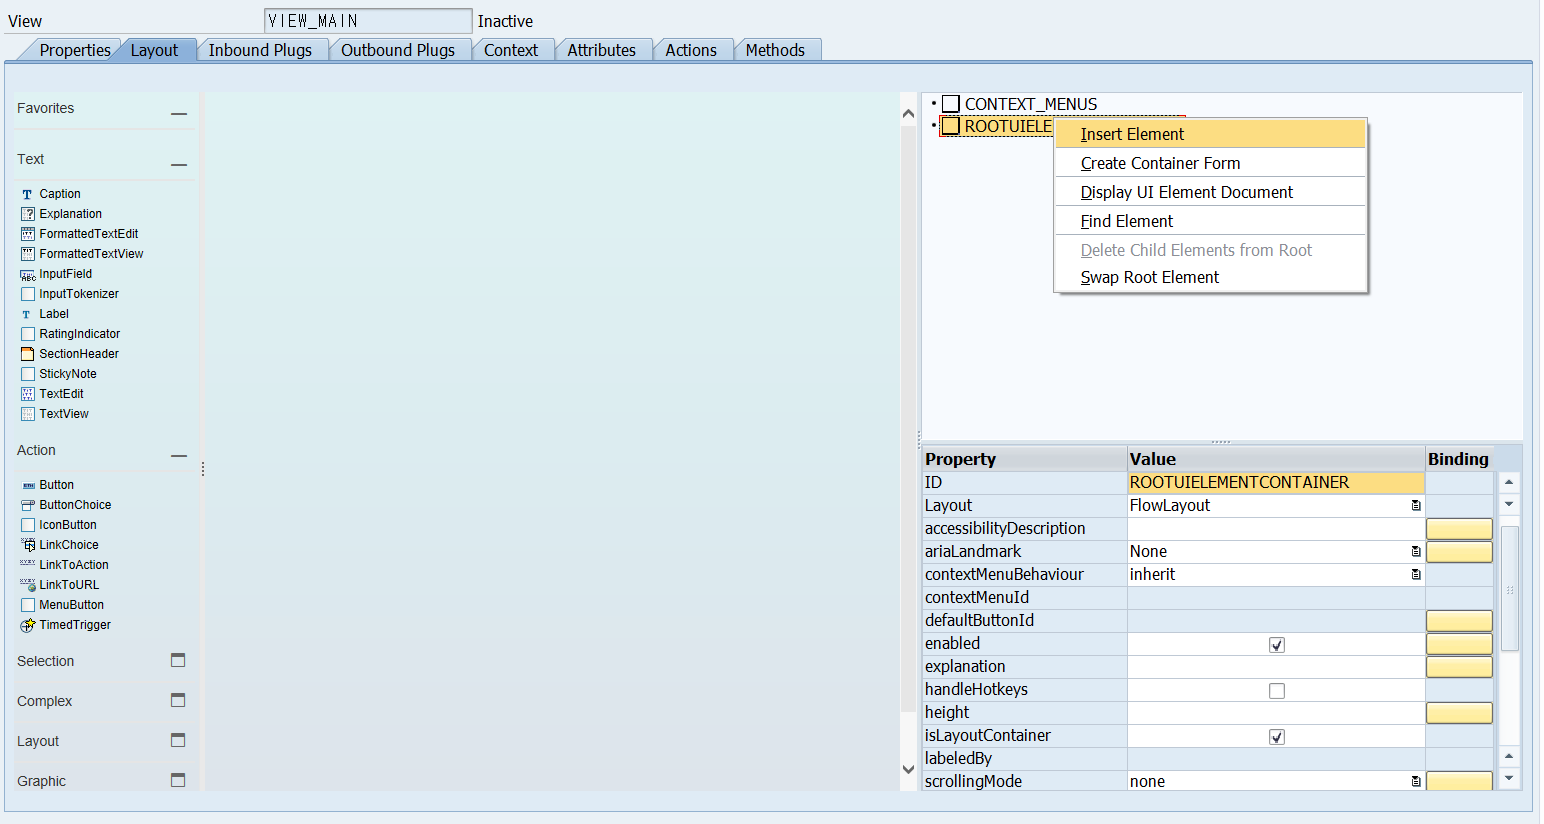 View VIEW_MAIN Inactive
Properties Layout Inbound Plugs Outbound Plugs Context Attributes Actions Methods
Favorites
Text
Caption
Explanation
FormattedTextEdit
FormattedTextView
InputField
InputTokenizer
Label
RatingIndicator
SectionHeader
StickyNote
TextEdit
TextView
Action
Button
ButtonChoice
IconButton
LinkChoice
LinkToAction
LinkToURL
MenuButton
TimedTrigger
Selection
Complex
Layout
Graphic
CONTEXT_MENUS
ROOTUIELE
Insert Element
Create Container Form
Display UI Element Document
Find Element
Delete Child Elements from Root
Swap Root Element
Property Value Binding
ID ROOTUIELEMENTCONTAINER
Layout FlowLayout
accessibilityDescription
ariaLandmark None
contextMenuBehaviour inherit
contextMenuId
defaultButtonId
enabled
explanation
handleHotkeys
height
isLayoutContainer
labeledBy
scrollingMode none